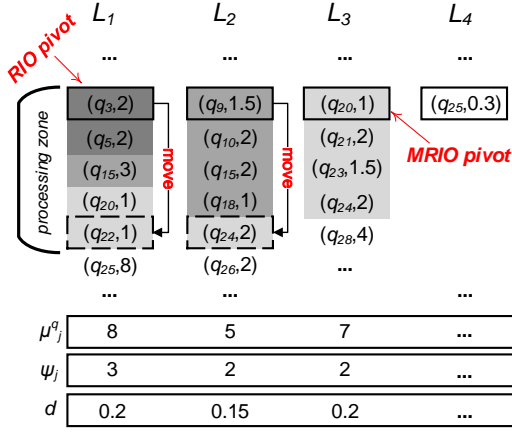 L1 L2 L3 L4
RIO pivot
... ... ... ...
(q3,2) (q9,1.5) (q20,1) (q25,0.3)
(q5,2) (q10,2) (q21,2)
MRIO pivot
processing zone
move
move
(q15,3) (q15,2) (q23,1.5)
(q20,1) (q18,1) (q24,2)
(q22,1) (q24,2) (q28,4)
(q25,8) (q26,2) ...
... ... ...
μqj 8 5 7 ...
ψj 3 2 2 ...
d 0.2 0.15 0.2 ...